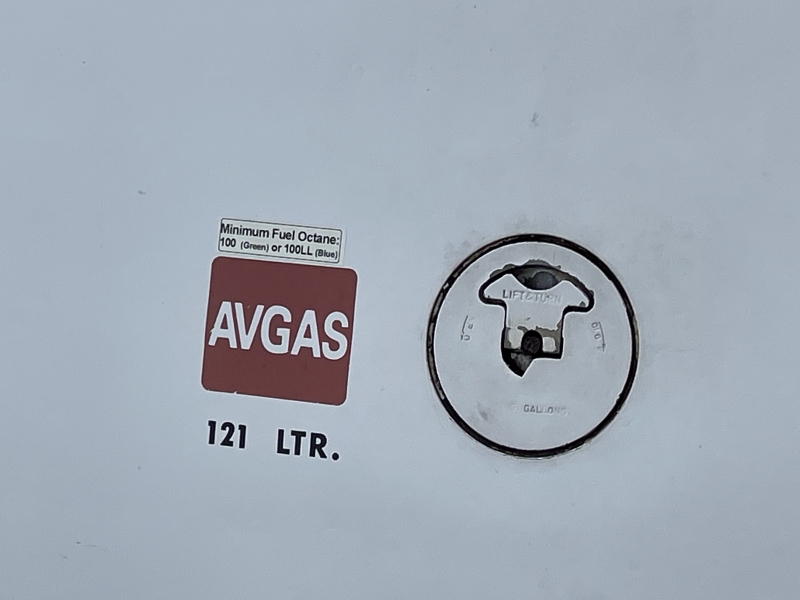 Minimum Fuel Octane:
100 (Green) or 100LL (Blue)
AVGAS
121 LTR.
LIFT & TURN
GALLONS